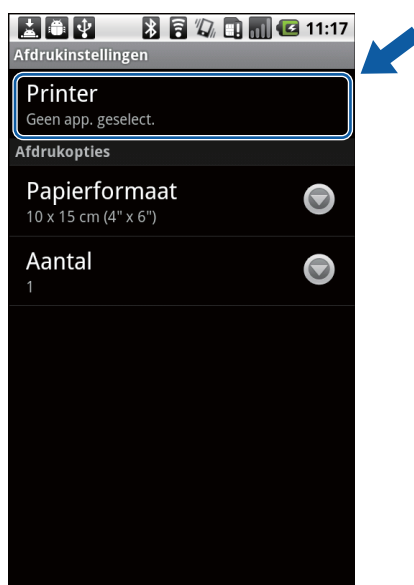 11:17
Afdrukinstellingen
Printer
Geen app. geselect.
Afdrukopties
Papierformaat
10 x 15 cm (4" x 6")
Aantal
1